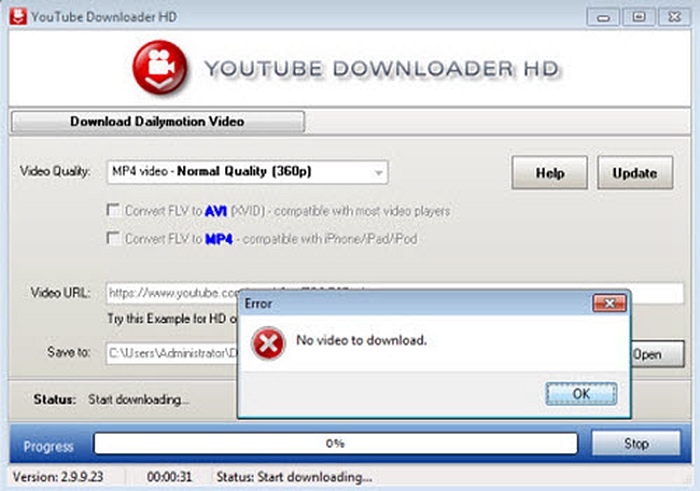 YouTube Downloader HD
YOUTUBE DOWNLOADER HD
Download Dailymotion Video
Video Quality: MP4 video - Normal Quality (360p) Help Update
Convert FLV to AVI (XVID) - compatible with most video players
Convert FLV to MP4 - compatible with iPhone/iPad/iPod
Video URL: https://www.youtube.co
Error
Try this Example for HD
No video to download.
Save to: C:\Users\Administrator\D Open
OK
Status: Start downloading...
Progress 0% Stop
Version: 2.9.9.23 00:00:31 Status: Start downloading...